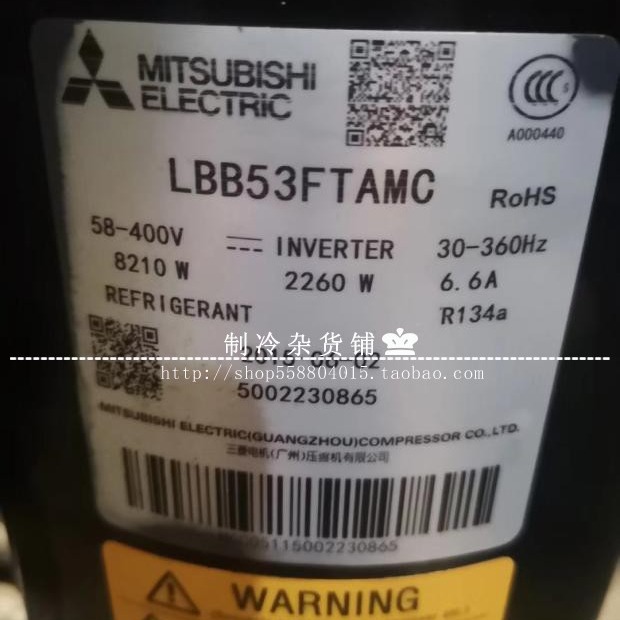 MITSUBISHI
ELECTRIC
S
A000440
LBB53FTAMC
RoHS
58-400V
INVERTER
30-360Hz
8210 W
2260 W
6.6A
REFRIGERANT
R134a
制冷杂货铺
http://shop558804015.taobao.com
5002230865
MITSUBISHI ELECTRIC(GUANGZHOU)COMPRESSOR CO.,LTD.
三菱电机(广州)压缩机有限公司
5115002230865
WARNING